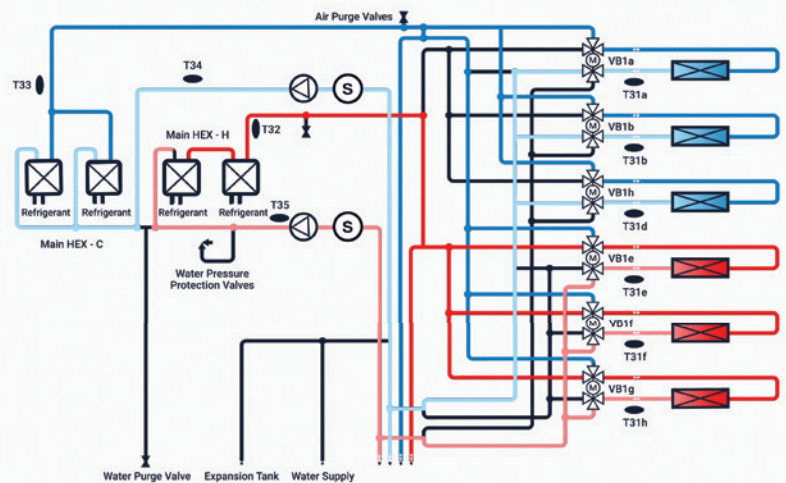 Air Purge Valves
T33
T34
Main HEX - H
T32
S
M
VB1a
T31a
M
VB1b
T31b
Refrigerant
Refrigerant
Refrigerant
Refrigerant
M
VB1h
T31d
Main HEX - C
T35
S
Water Pressure
Protection Valves
M
VB1e
T31e
M
VB1f
T31f
M
VB1g
T31h
Water Purge Valve
Expansion Tank
Water Supply